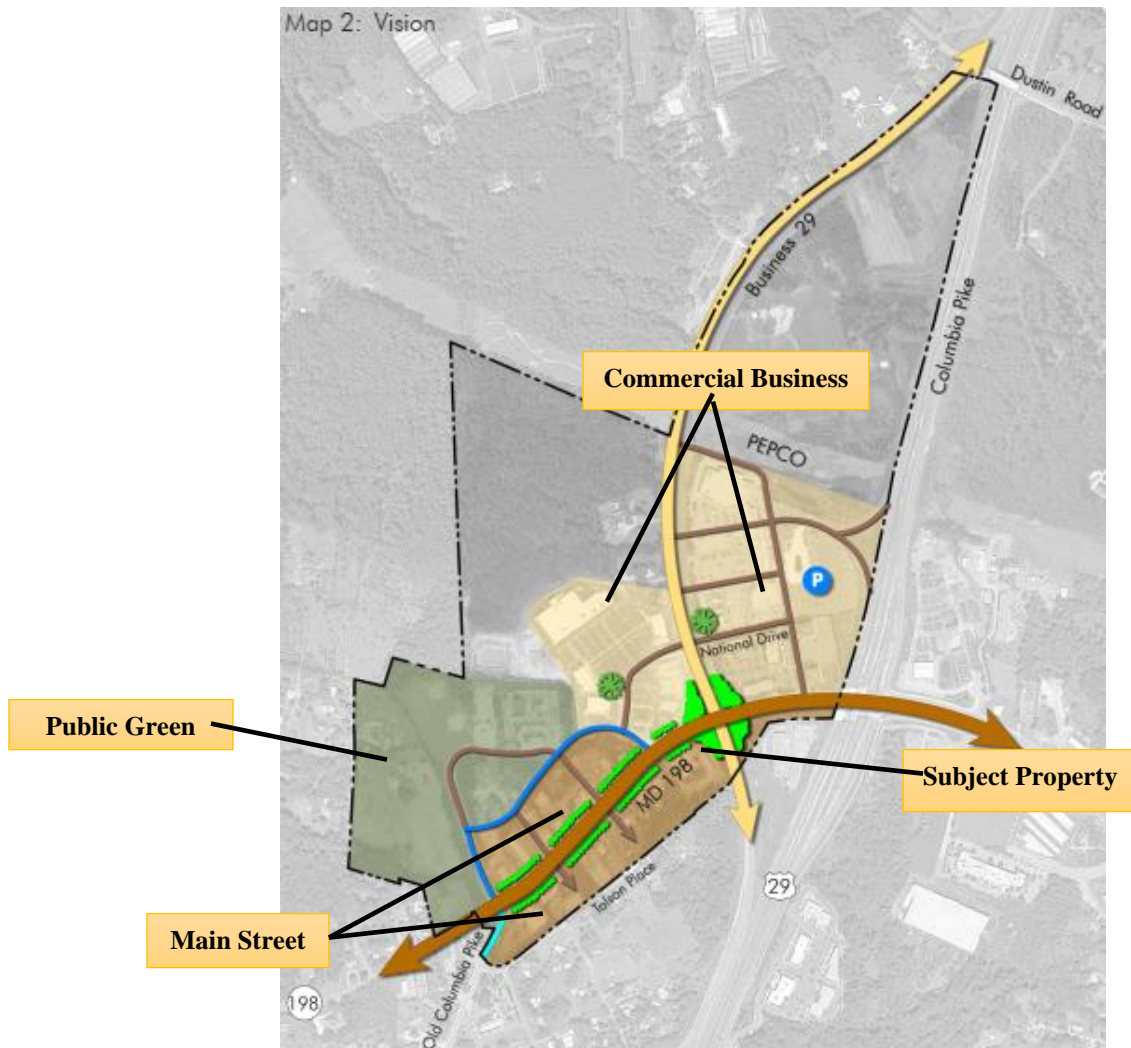 Map 2: Vision
Dustin Road
Business 29
Columbia Pike
Commercial Business
PEPCO
P
National Drive
Public Green
Subject Property
MD 198
29
Tolson Place
Main Street
Old Columbia Pike
198